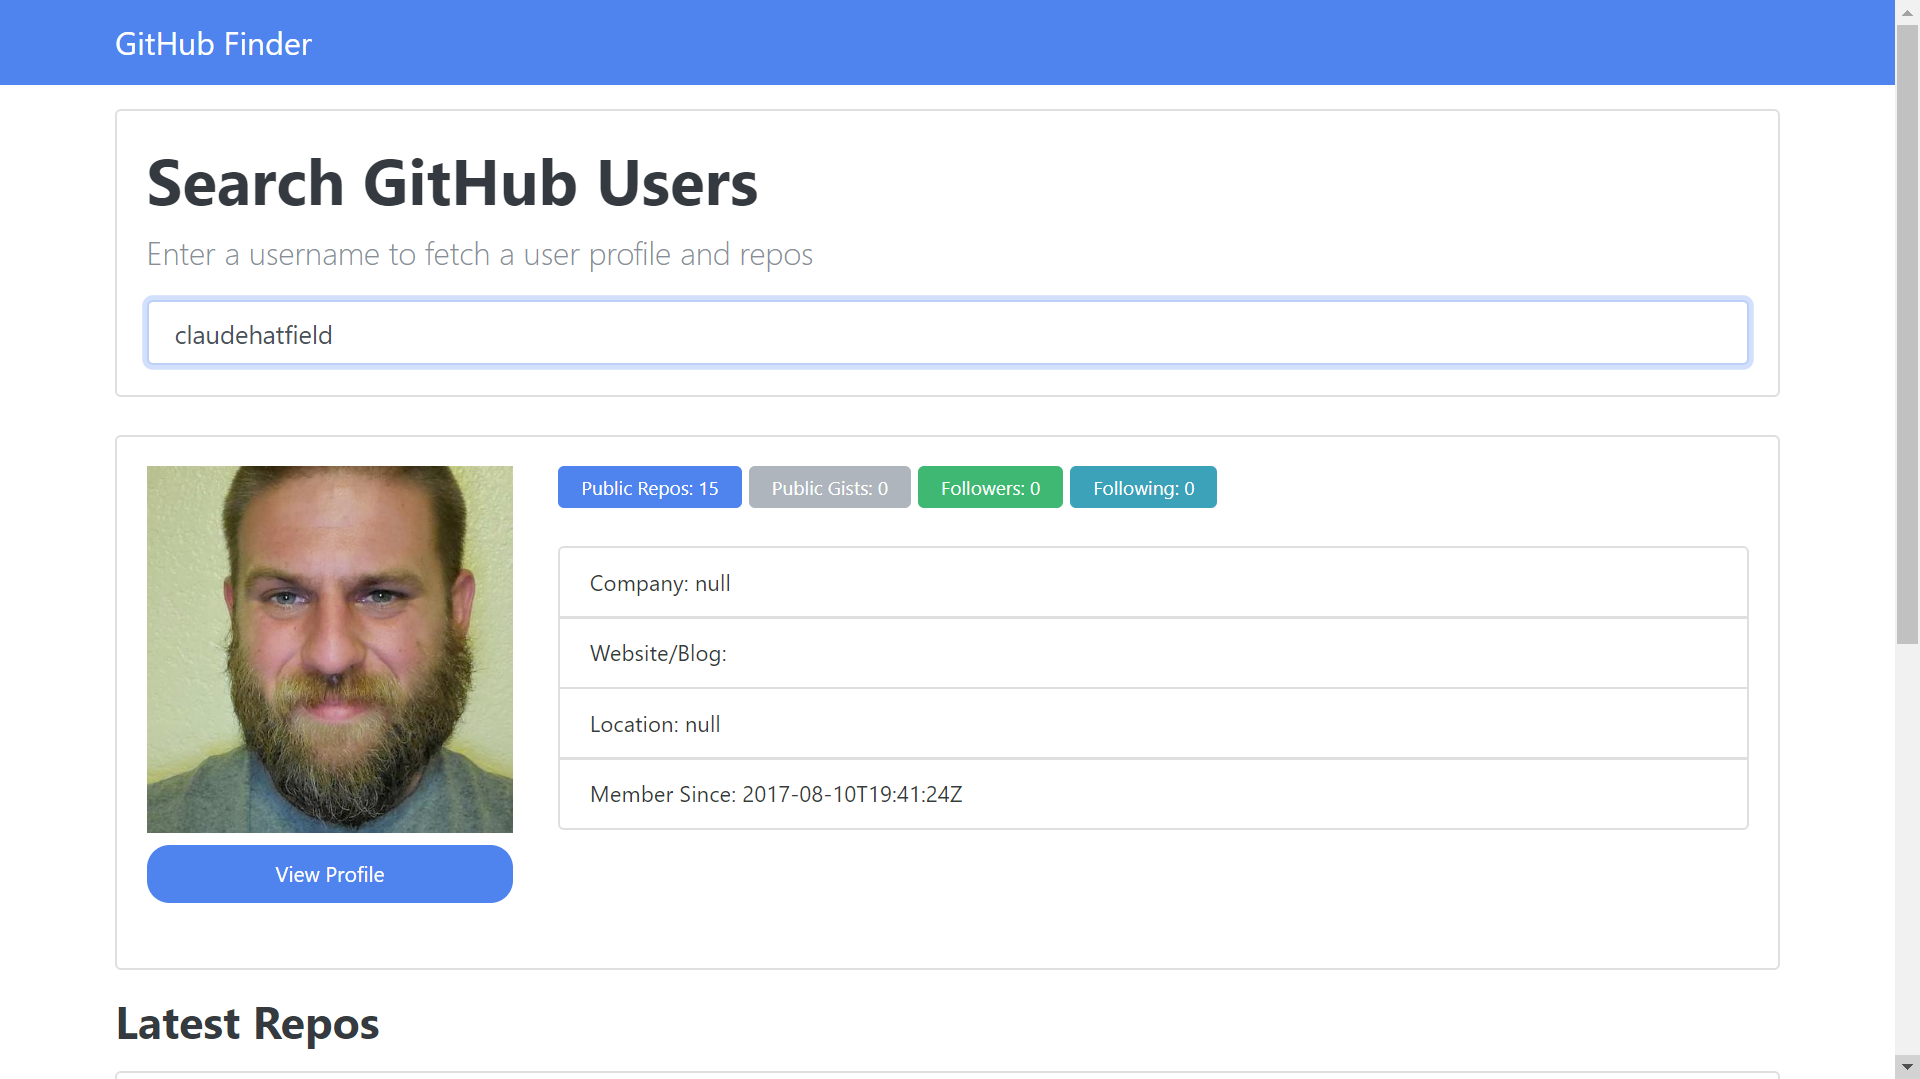 GitHub Finder
Search GitHub Users
Enter a username to fetch a user profile and repos
claudehatfield
Public Repos: 15
Public Gists: 0
Followers: 0
Following: 0
Company: null
Website/Blog:
Location: null
Member Since: 2017-08-10T19:41:24Z
View Profile
Latest Repos